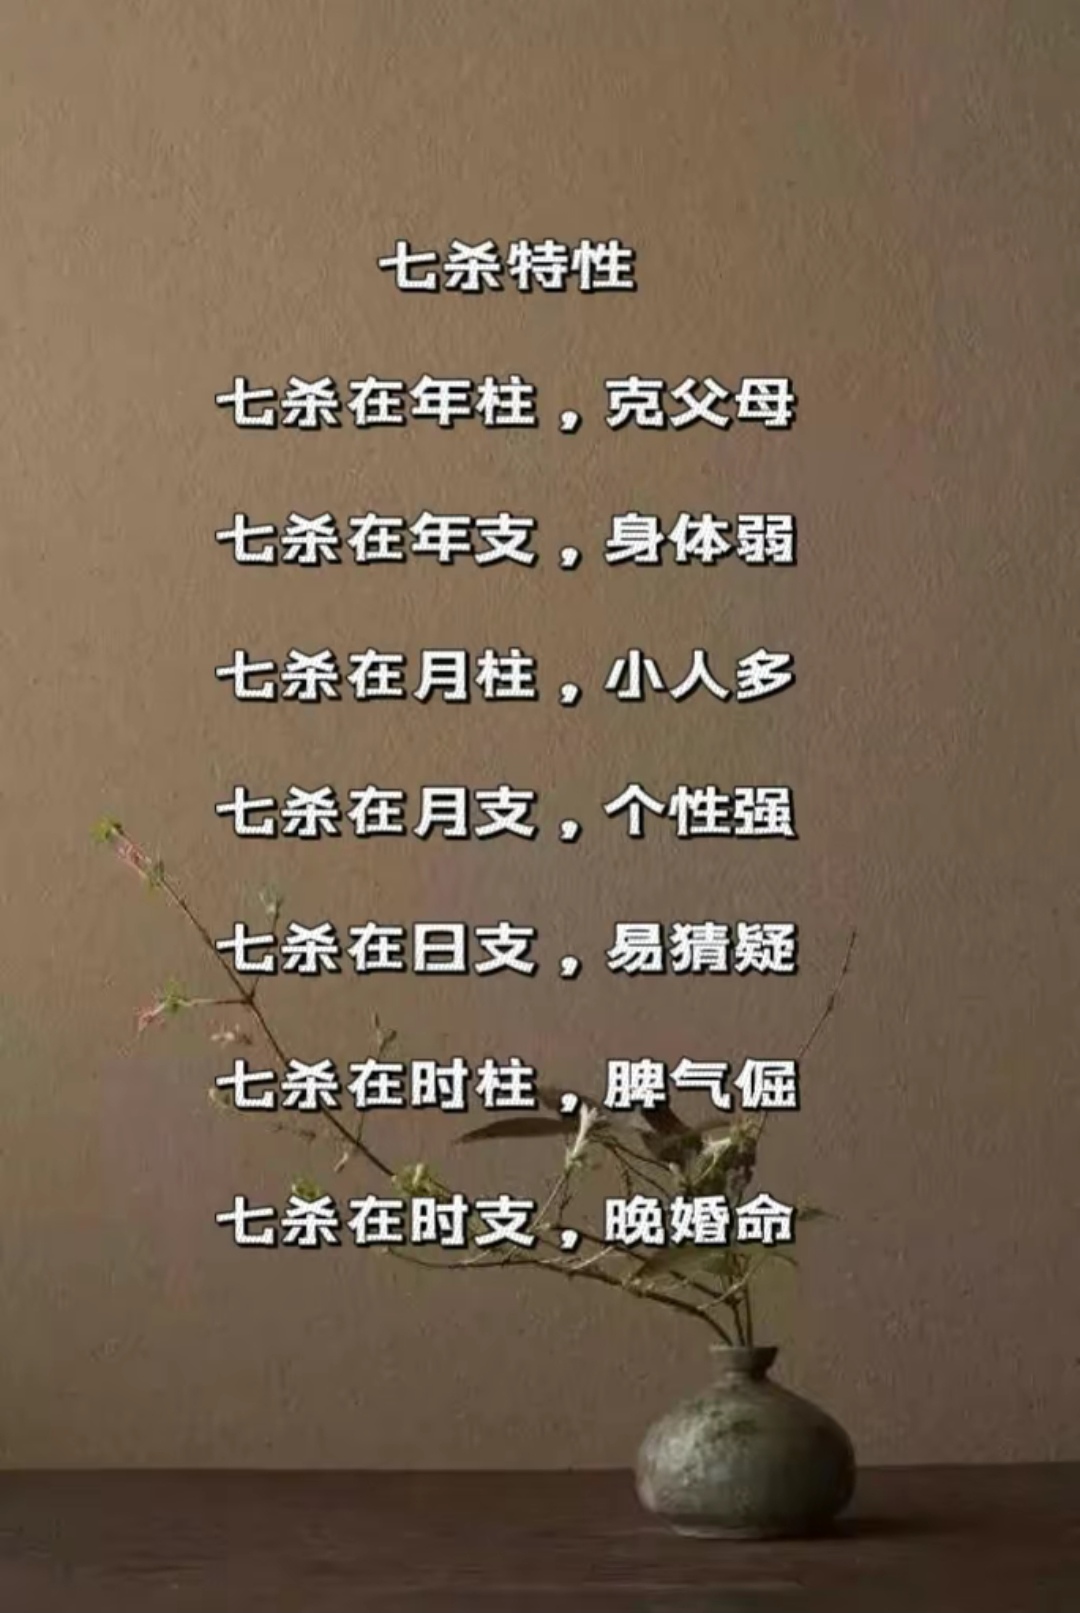 七杀特性
七杀在年柱，克父母
七杀在年支，身体弱
七杀在月柱，小人多
七杀在月支，个性强
七杀在日支，易猜疑
七杀在时柱，脾气倔
七杀在时支，晚婚命